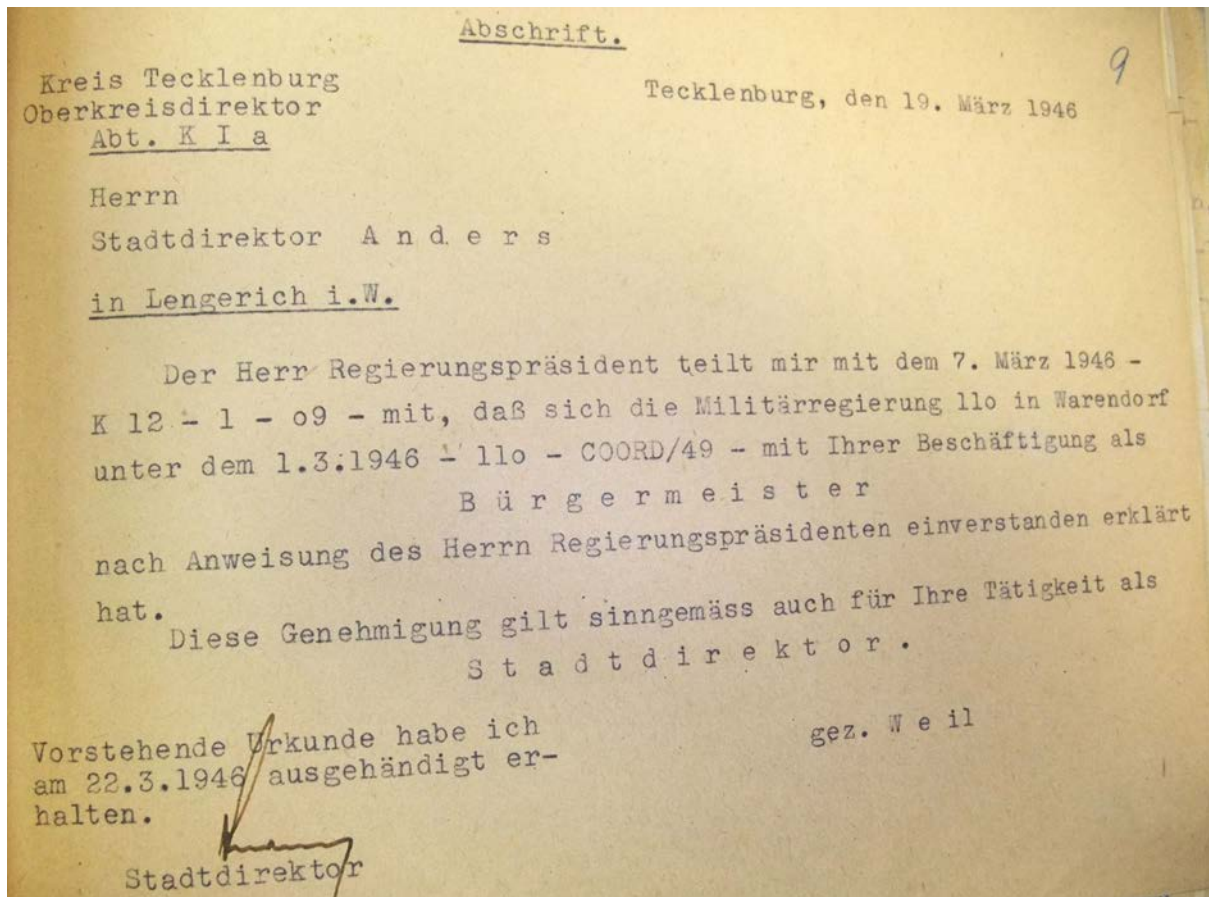 Abschrift.
9
Kreis Tecklenburg
Oberkreisdirektor
Abt. K I a
Tecklenburg, den 19. März 1946
Herrn
Stadtdirektor A n d e r s
in Lengerich i.W.
Der Herr Regierungspräsident teilt mir mit dem 7. März 1946 -
K 12 - 1 - o9 - mit, daß sich die Militärregierung 11o in Warendorf
unter dem 1.3.1946 - 11o - COORD/49 - mit Ihrer Beschäftigung als
B ü r g e r m e i s t e r
nach Anweisung des Herrn Regierungspräsidenten einverstanden erklärt
hat.
Diese Genehmigung gilt sinngemäss auch für Ihre Tätigkeit als
S t a d t d i r e k t o r .
Vorstehende Urkunde habe ich
am 22.3.1946 ausgehändigt er-
halten.
gez. W e i l
Stadtdirektor